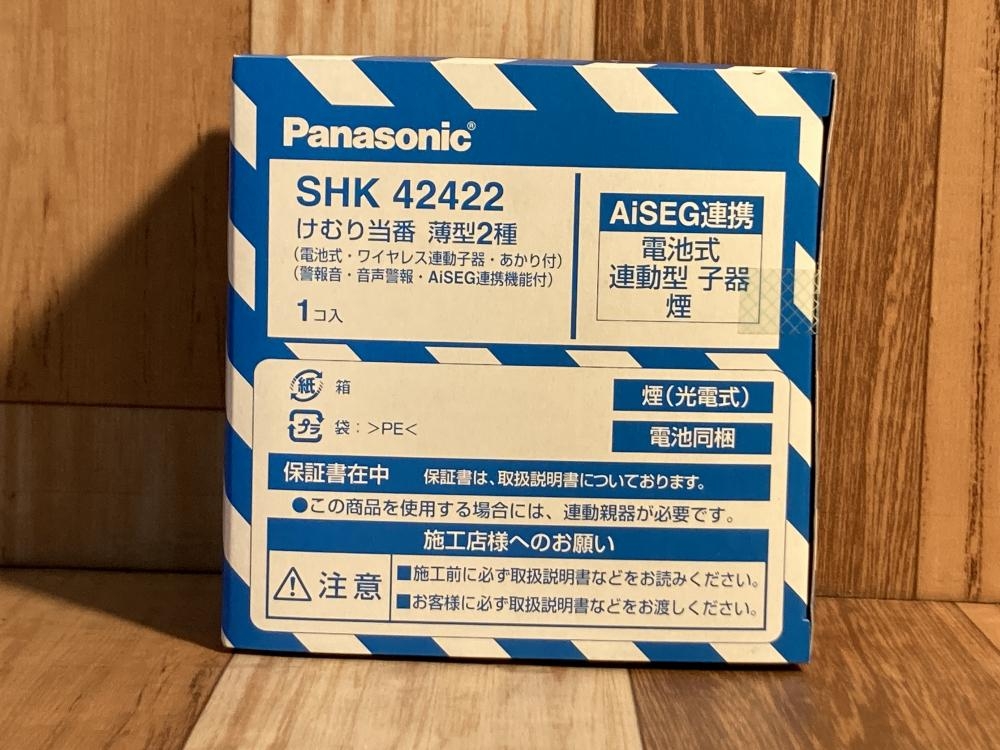 Panasonic®
SHK 42422
けむり当番 薄型2種
(電池式・ワイヤレス連動子器・あかり付)
(警報音・音声警報・AiSEG連携機能付)
1コ入
AiSEG連携
電池式
連動型 子器
煙
紙 箱
プラ 袋:>PE<
煙(光電式)
電池同梱
保証書在中 保証書は、取扱説明書についております。
●この商品を使用する場合には、連動親器が必要です。
施工店様へのお願い
注意
■施工前に必ず取扱説明書などをお読みください。
■お客様に必ず取扱説明書などをお渡しください。